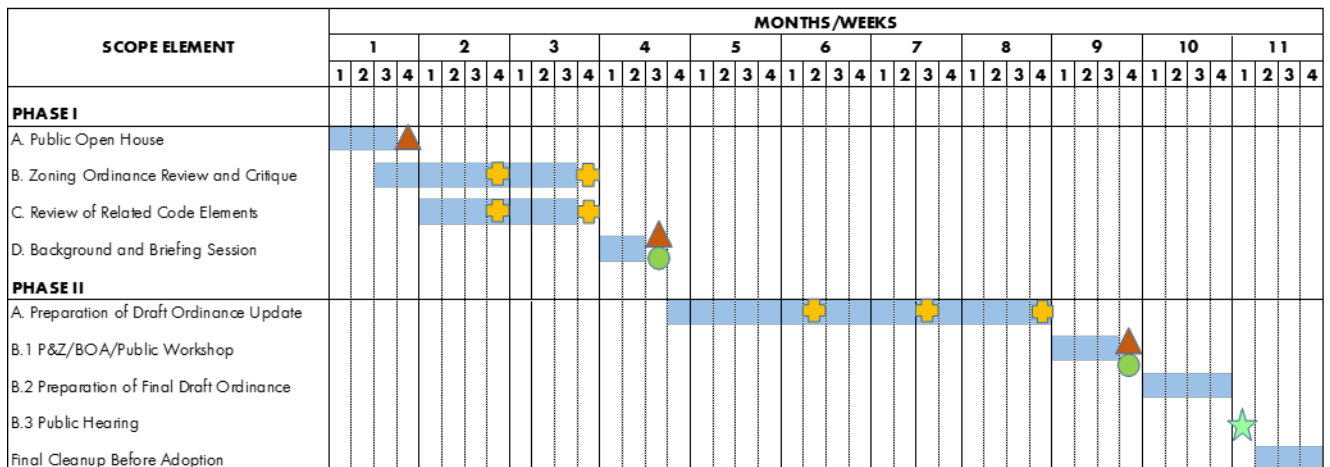 MONTHS/WEEKS
SCOPE ELEMENT
1 2 3 4 5 6 7 8 9 10 11
1 2 3 4 1 2 3 4 1 2 3 4 1 2 3 4 1 2 3 4 1 2 3 4 1 2 3 4 1 2 3 4 1 2 3 4 1 2 3 4 1 2 3 4
PHASE I
A. Public Open House
B. Zoning Ordinance Review and Critique
C. Review of Related Code Elements
D. Background and Briefing Session
PHASE II
A. Preparation of Draft Ordinance Update
B.1 P&Z/BOA/Public Workshop
B.2 Preparation of Final Draft Ordinance
B.3 Public Hearing
Final Cleanup Before Adoption